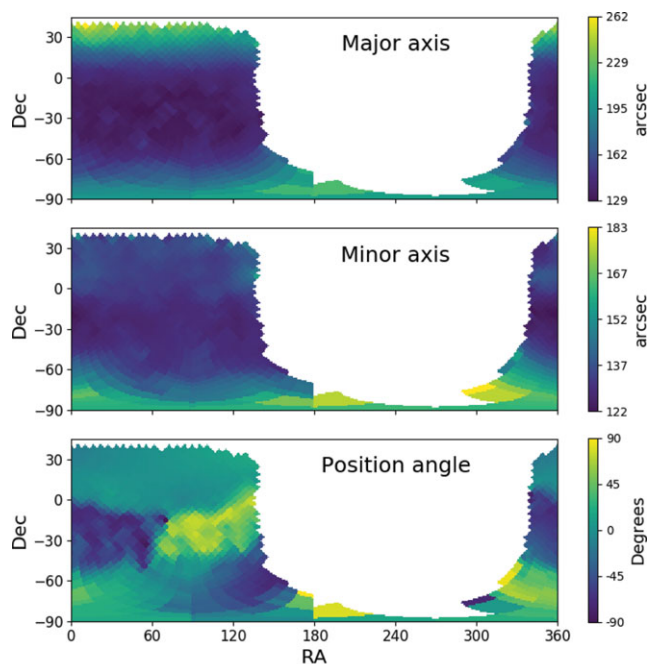 262
30
Major axis
229
0
Dec
195
arcsec
−30
162
−60
−90
129
183
30
Minor axis
167
0
Dec
152
arcsec
−30
137
−60
−90
122
90
30
Position angle
45
0
Dec
0
Degrees
−30
−45
−60
−90
−90
0 60 120 180 240 300 360
RA